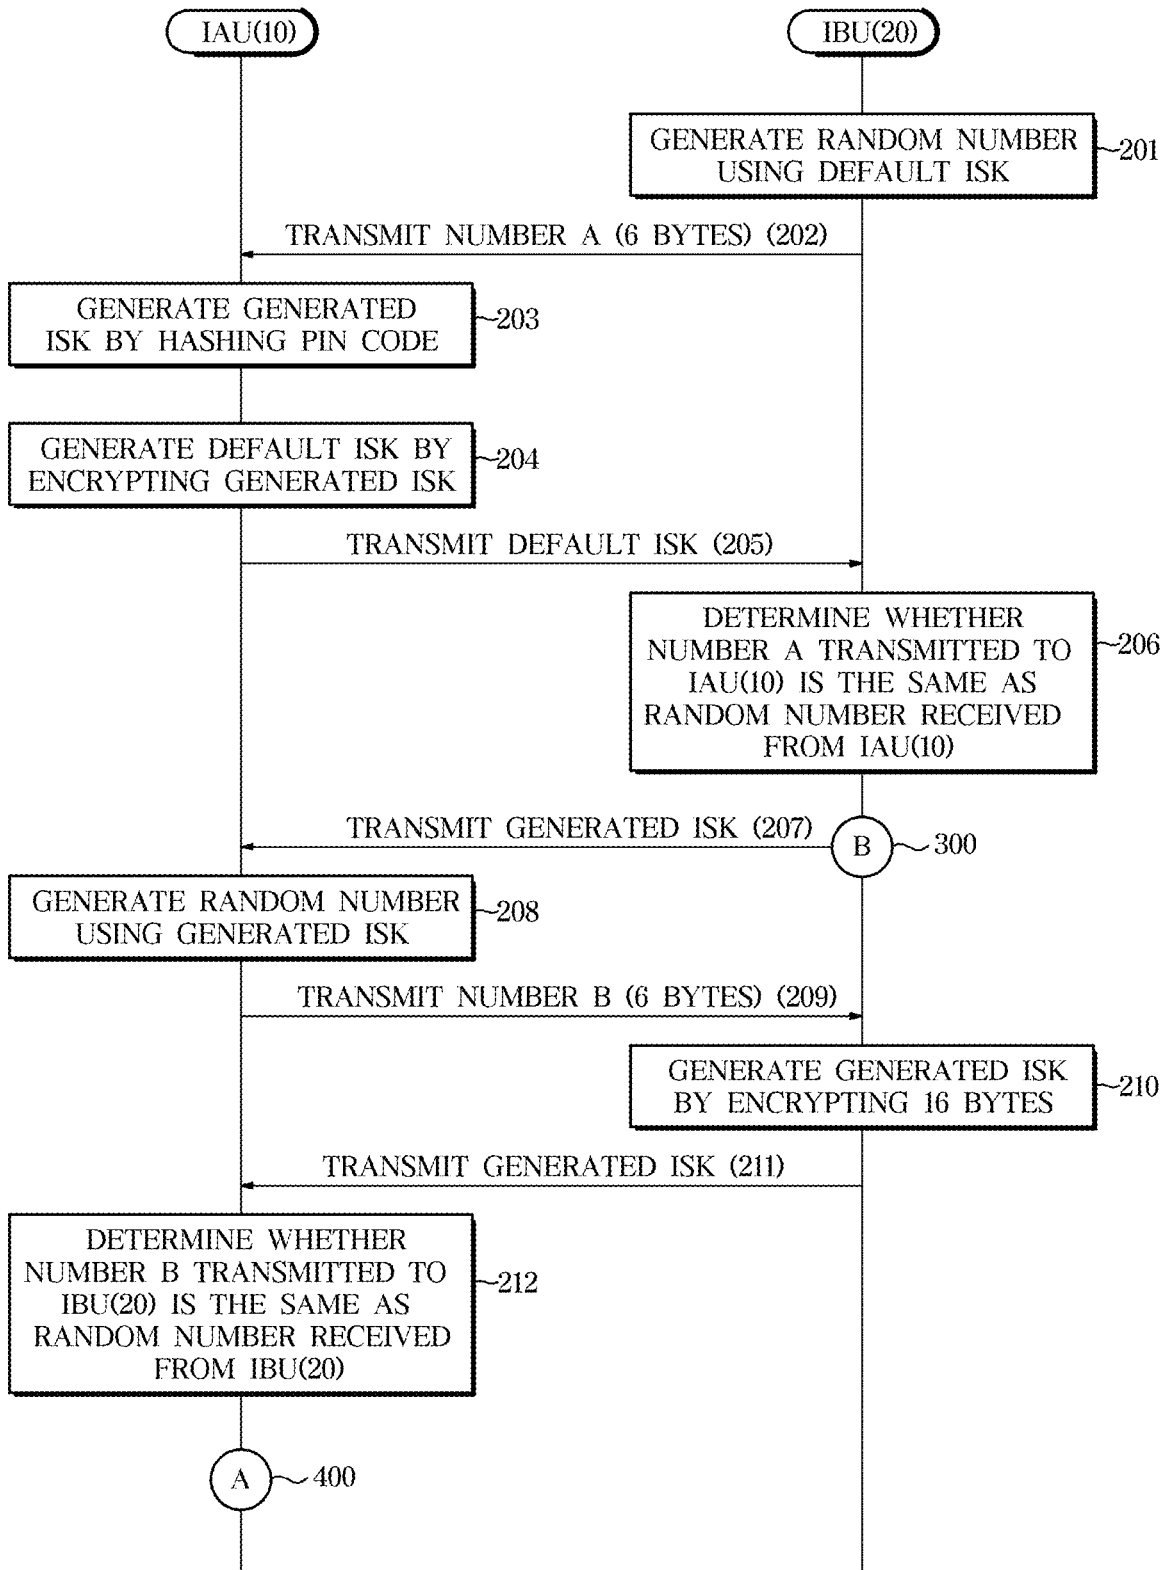 IAU(10)
IBU(20)
GENERATE RANDOM NUMBER
USING DEFAULT ISK
201
TRANSMIT NUMBER A (6 BYTES) (202)
GENERATE GENERATED
ISK BY HASHING PIN CODE
203
GENERATE DEFAULT ISK BY
ENCRYPTING GENERATED ISK
204
TRANSMIT DEFAULT ISK (205)
DETERMINE WHETHER
NUMBER A TRANSMITTED TO
IAU(10) IS THE SAME AS
RANDOM NUMBER RECEIVED
FROM IAU(10)
206
TRANSMIT GENERATED ISK (207)
B
300
GENERATE RANDOM NUMBER
USING GENERATED ISK
208
TRANSMIT NUMBER B (6 BYTES) (209)
GENERATE GENERATED ISK
BY ENCRYPTING 16 BYTES
210
TRANSMIT GENERATED ISK (211)
DETERMINE WHETHER
NUMBER B TRANSMITTED TO
IBU(20) IS THE SAME AS
RANDOM NUMBER RECEIVED
FROM IBU(20)
212
A
400